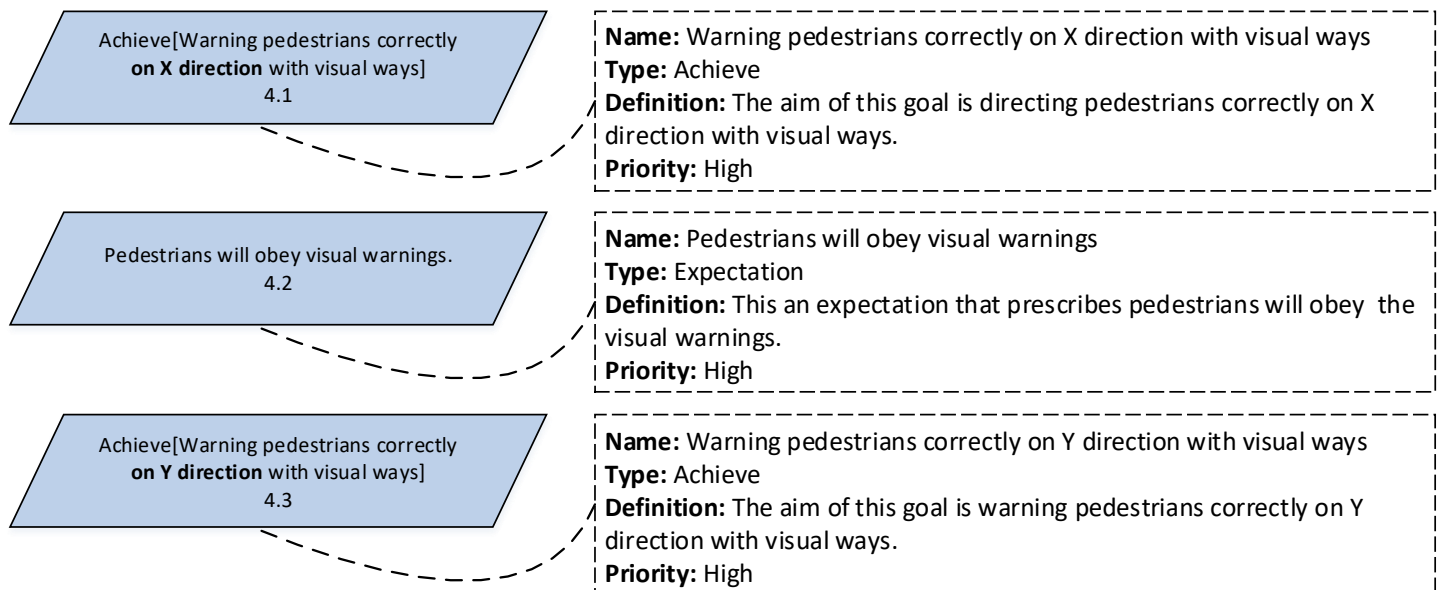 Achieve[Warning pedestrians correctly
on X direction with visual ways]
4.1
Name: Warning pedestrians correctly on X direction with visual ways
Type: Achieve
Definition: The aim of this goal is directing pedestrians correctly on X
direction with visual ways.
Priority: High
Pedestrians will obey visual warnings.
4.2
Name: Pedestrians will obey visual warnings
Type: Expectation
Definition: This an expectation that prescribes pedestrians will obey  the
visual warnings.
Priority: High
Achieve[Warning pedestrians correctly
on Y direction with visual ways]
4.3
Name: Warning pedestrians correctly on Y direction with visual ways
Type: Achieve
Definition: The aim of this goal is warning pedestrians correctly on Y
direction with visual ways.
Priority: High